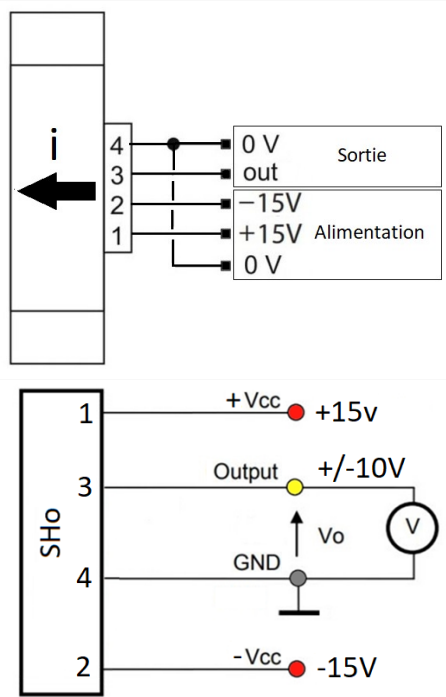 i
4 0 V
3 out
Sortie
2 −15V
1 +15V Alimentation
0 V
1 +Vcc +15v
3 Output +/-10V
V
SHo
Vo
4 GND
2 -Vcc -15V